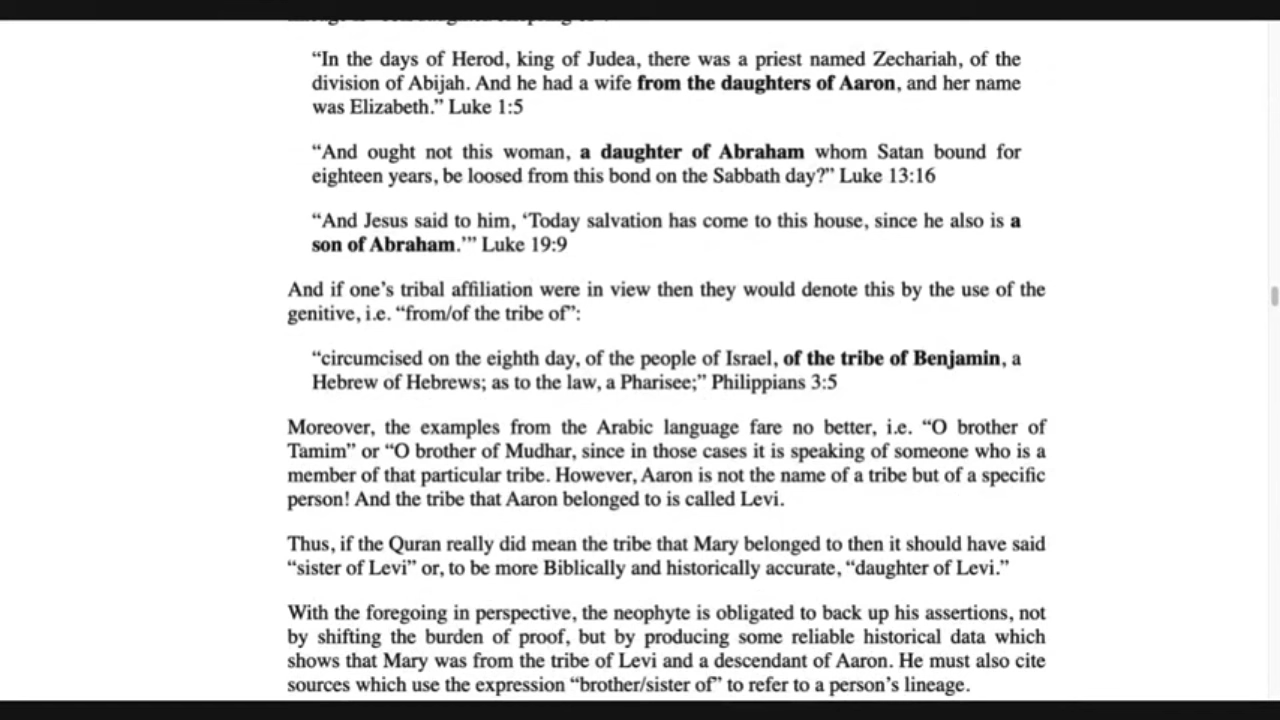 “In the days of Herod, king of Judea, there was a priest named Zechariah, of the
division of Abijah. And he had a wife from the daughters of Aaron, and her name
was Elizabeth.” Luke 1:5
“And ought not this woman, a daughter of Abraham whom Satan bound for
eighteen years, be loosed from this bond on the Sabbath day?” Luke 13:16
“And Jesus said to him, ‘Today salvation has come to this house, since he also is a
son of Abraham.’” Luke 19:9
And if one’s tribal affiliation were in view then they would denote this by the use of the
genitive, i.e. “from/of the tribe of”:
“circumcised on the eighth day, of the people of Israel, of the tribe of Benjamin, a
Hebrew of Hebrews; as to the law, a Pharisee;” Philippians 3:5
Moreover, the examples from the Arabic language fare no better, i.e. “O brother of
Tamim” or “O brother of Mudhar, since in those cases it is speaking of someone who is a
member of that particular tribe. However, Aaron is not the name of a tribe but of a specific
person! And the tribe that Aaron belonged to is called Levi.
Thus, if the Quran really did mean the tribe that Mary belonged to then it should have said
“sister of Levi” or, to be more Biblically and historically accurate, “daughter of Levi.”
With the foregoing in perspective, the neophyte is obligated to back up his assertions, not
by shifting the burden of proof, but by producing some reliable historical data which
shows that Mary was from the tribe of Levi and a descendant of Aaron. He must also cite
sources which use the expression “brother/sister of” to refer to a person’s lineage.